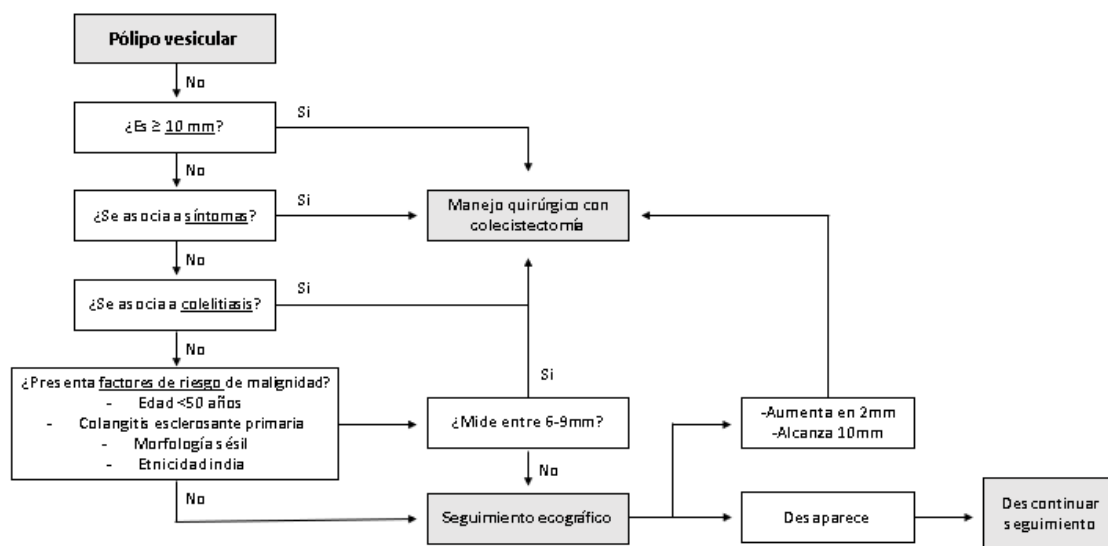 Pólipo vesicular
No
¿Es ≥ 10 mm?
Si
No
¿Se asocia a síntomas?
Si
Manejo quirúrgico con
colecistectomía
No
¿Se asocia a colelitiasis?
Si
No
¿Presenta factores de riesgo de malignidad?
- Edad <50 años
- Colangitis esclerosante primaria
- Morfología sésil
- Etnicidad india
Si
¿Mide entre 6-9mm?
-Aumenta en 2mm
-Alcanza 10mm
No
No
Seguimiento ecográfico
Desaparece
Descontinuar
seguimiento